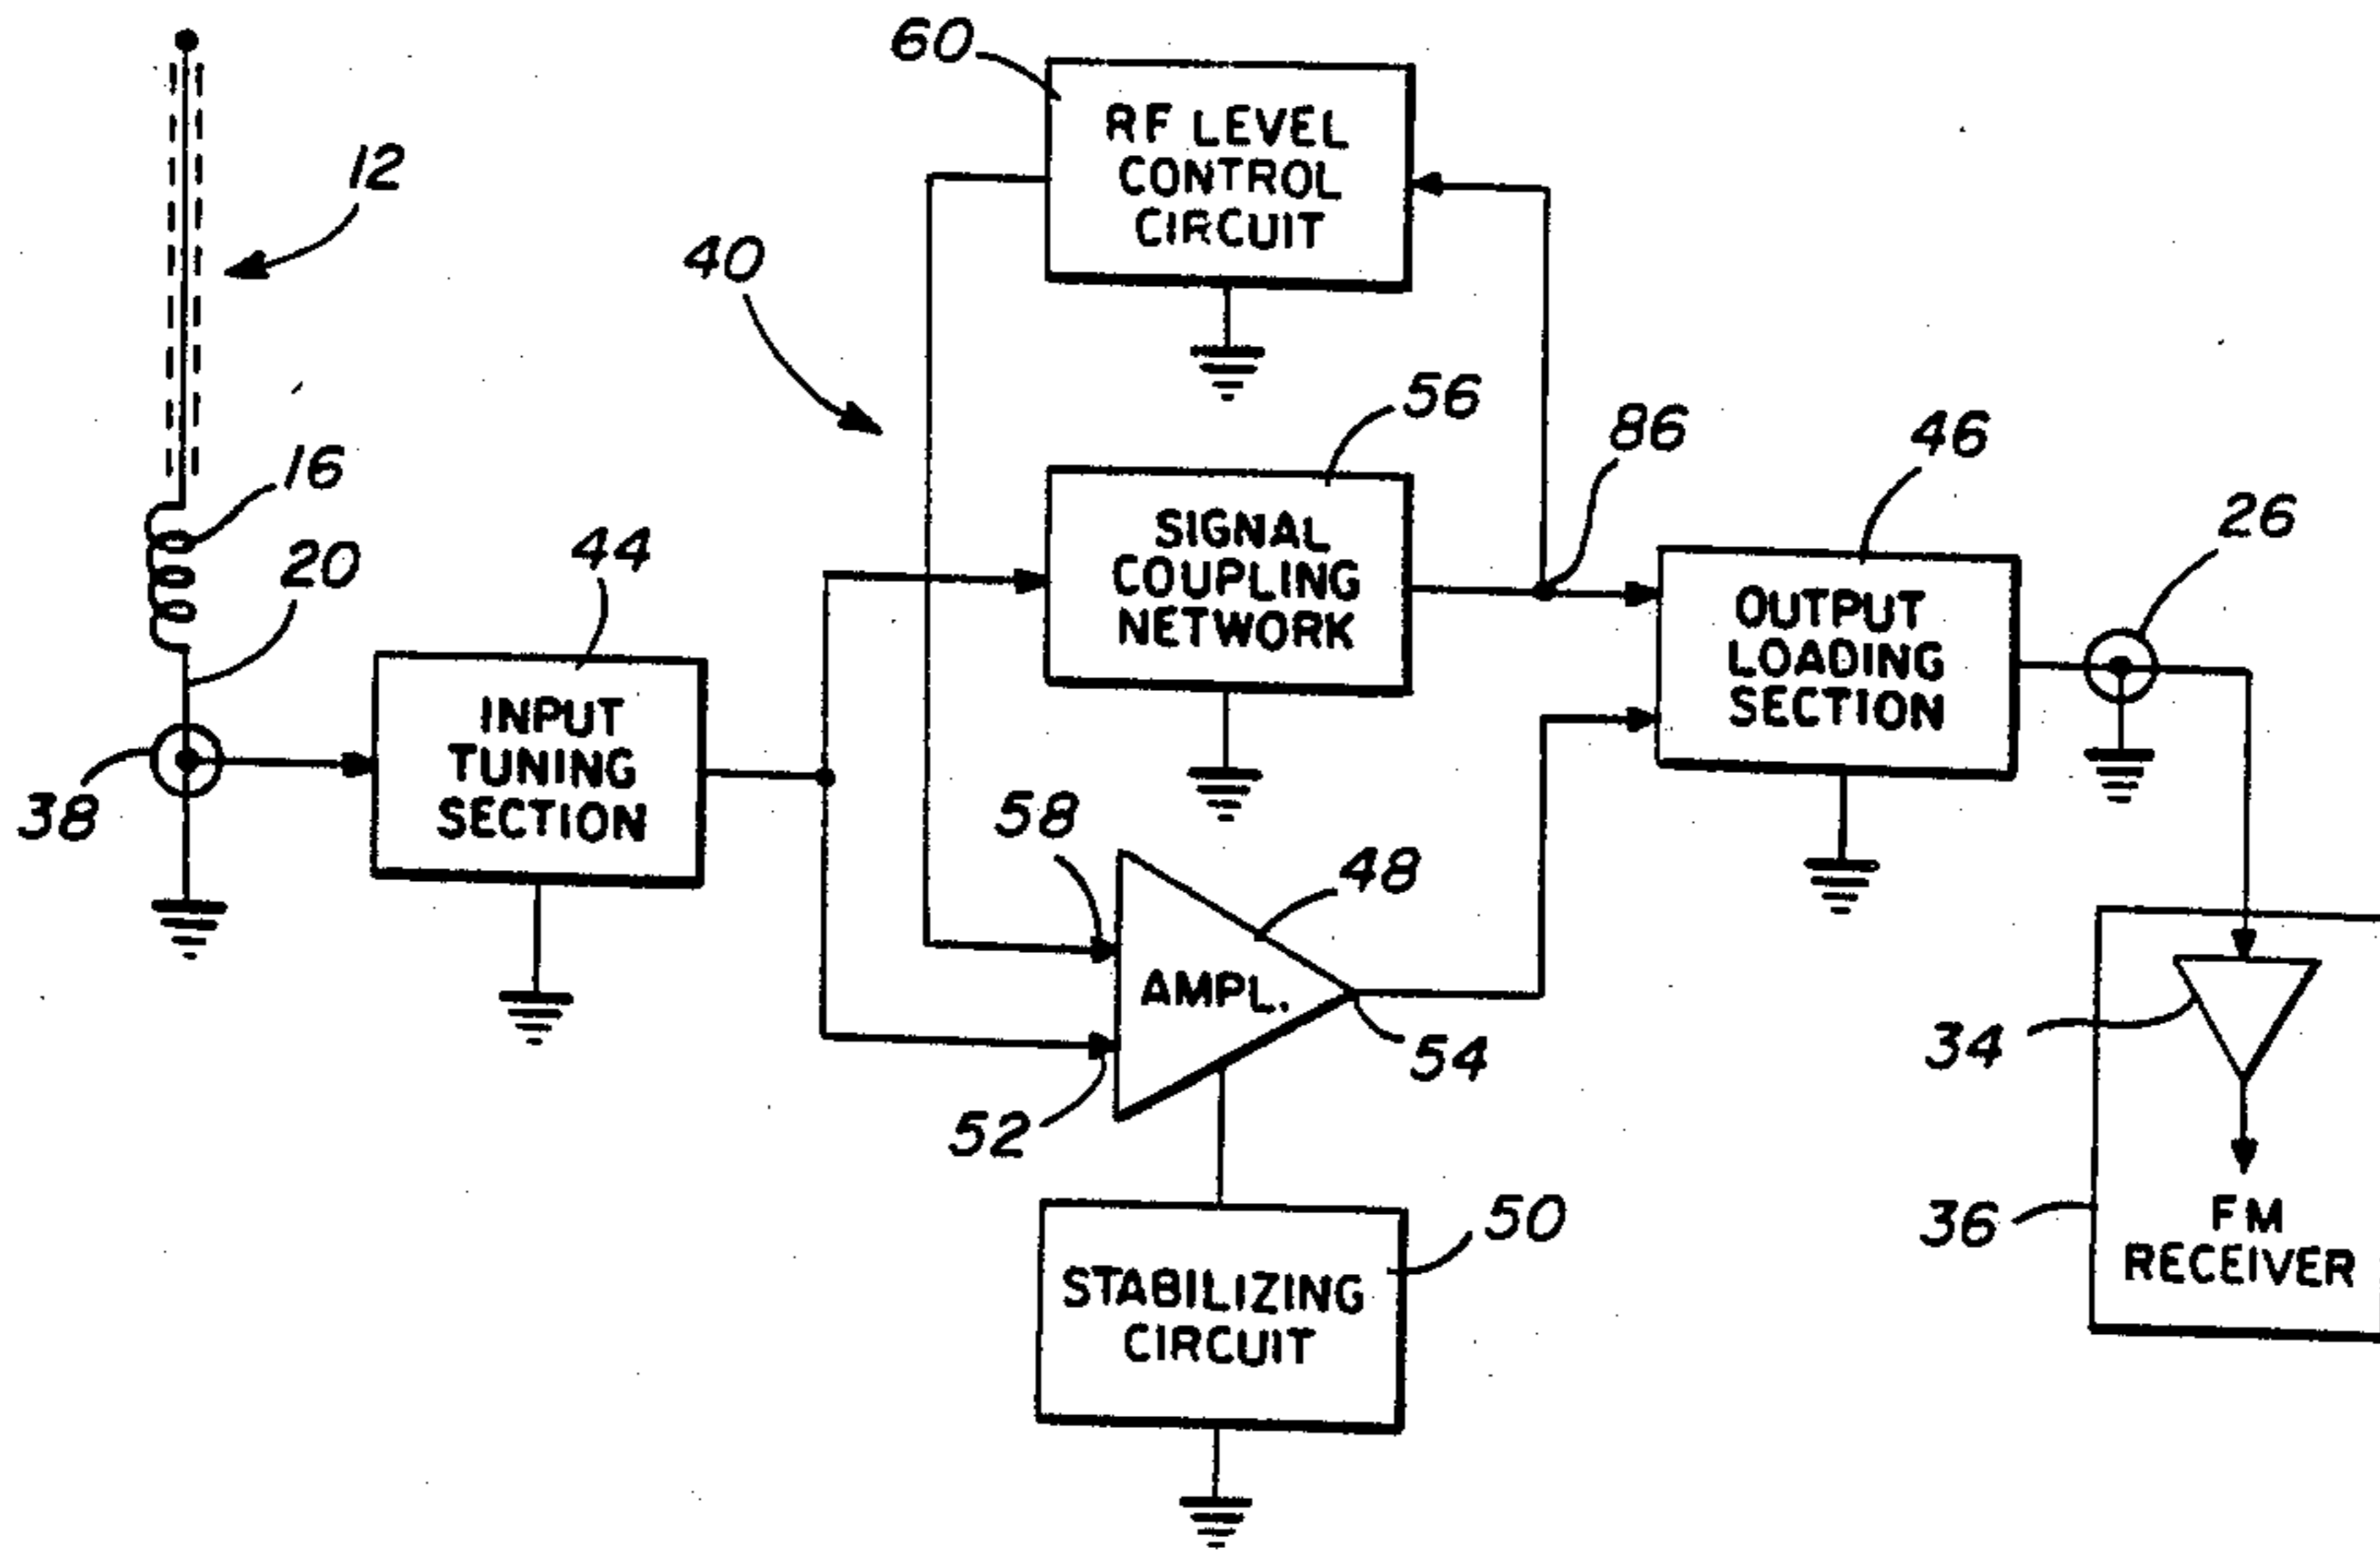 60
RF LEVEL
CONTROL
CIRCUIT
12
40
56
86
46
26
16
20
44
SIGNAL
COUPLING
NETWORK
OUTPUT
LOADING
SECTION
INPUT
TUNING
SECTION
38
58
48
AMPL.
54
52
34
36
FM
RECEIVER
50
STABILIZING
CIRCUIT